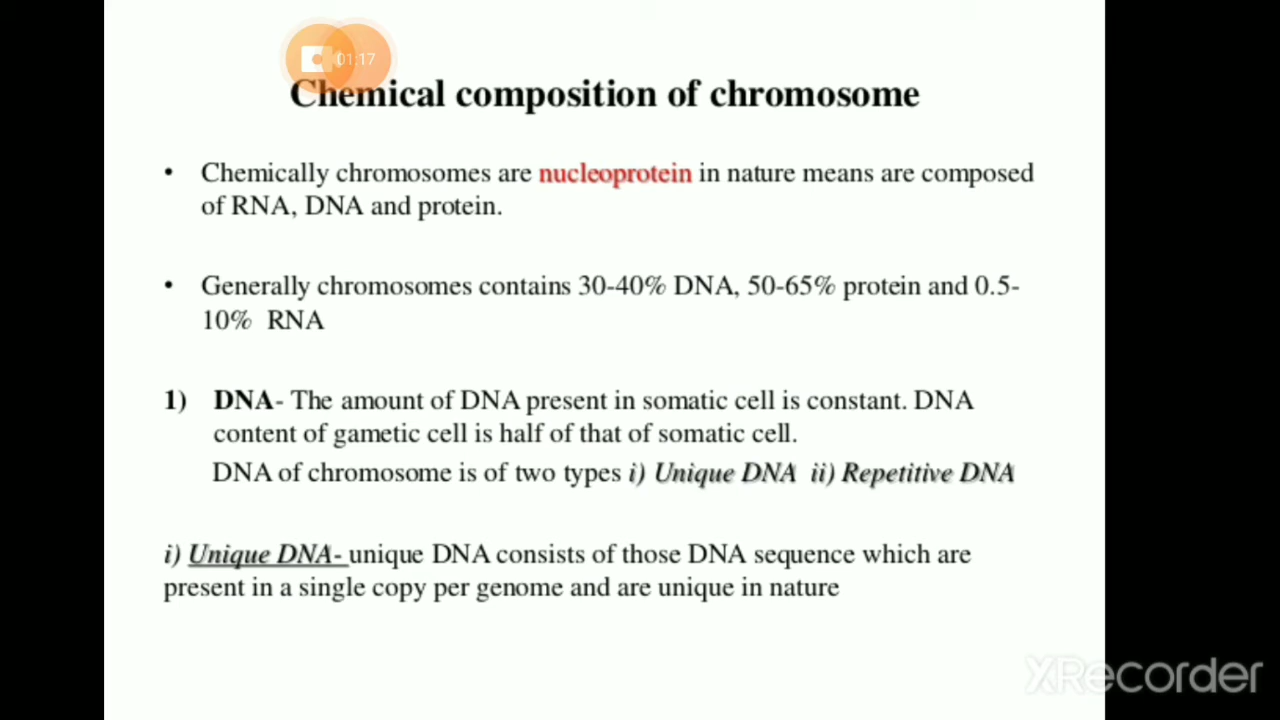 01:17
Chemical composition of chromosome
• Chemically chromosomes are nucleoprotein in nature means are composed
of RNA, DNA and protein.
• Generally chromosomes contains 30-40% DNA, 50-65% protein and 0.5-
10% RNA
1) DNA- The amount of DNA present in somatic cell is constant. DNA
content of gametic cell is half of that of somatic cell.
DNA of chromosome is of two types i) Unique DNA ii) Repetitive DNA
i) Unique DNA- unique DNA consists of those DNA sequence which are
present in a single copy per genome and are unique in nature
XRecorder